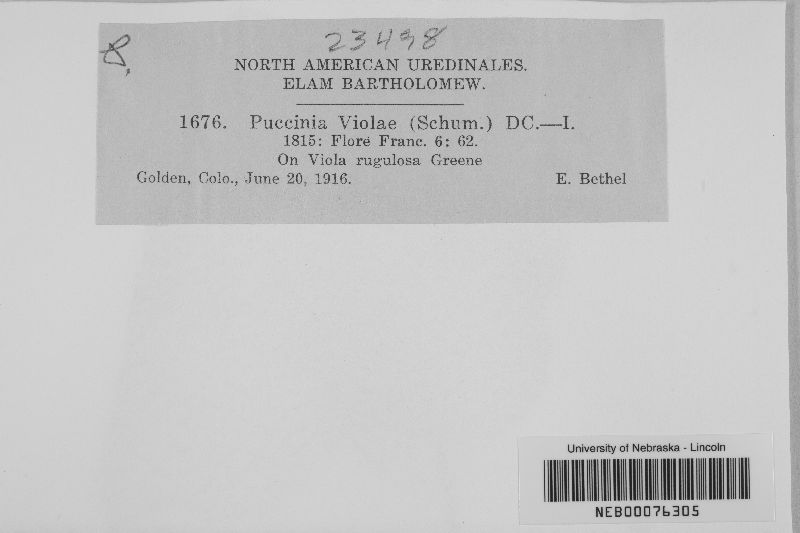 23498
8.
NORTH AMERICAN UREDINALES.
ELAM BARTHOLOMEW.
1676. Puccinia Violae (Schum.) DC.—I.
1815: Flore Franc. 6: 62.
On Viola rugulosa Greene
Golden, Colo., June 20, 1916. E. Bethel
University of Nebraska - Lincoln
NEB00076305